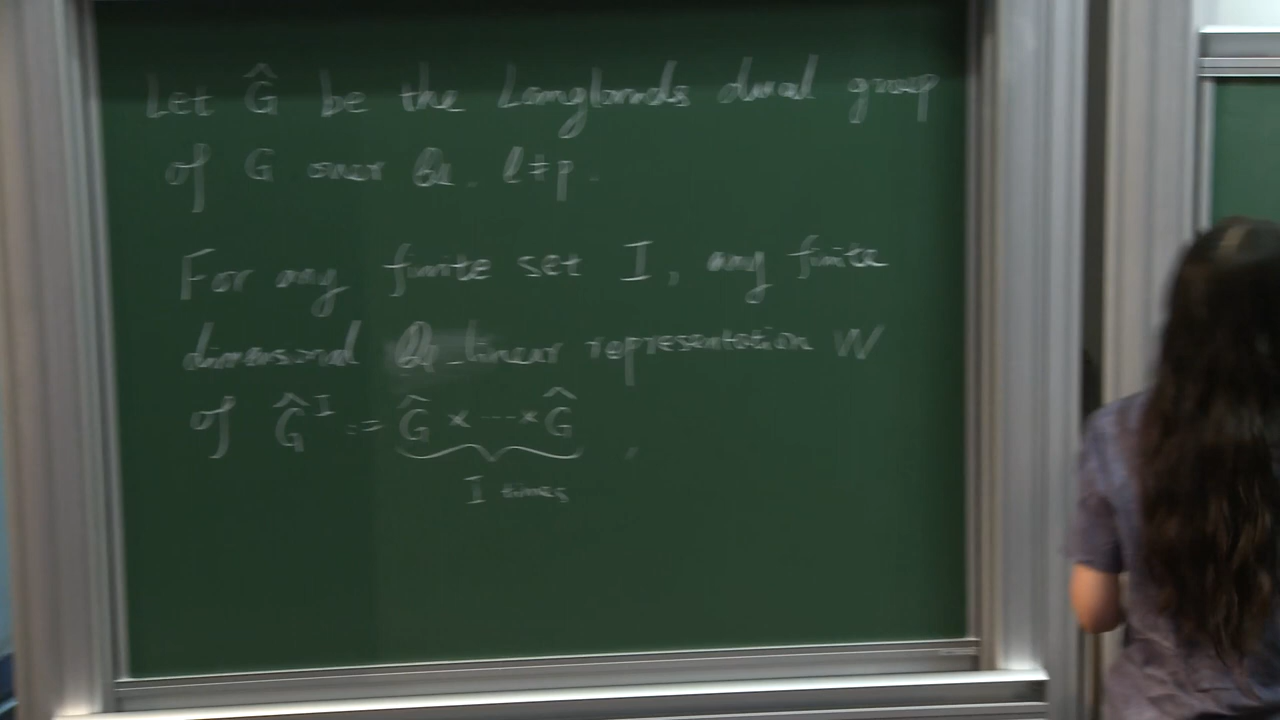 Let Ĝ be the Langlands dual group
of G over ℚℓ. ℓ≠p.
For any finite set I, any finite
dimensional ℚℓ-linear representation W
of Ĝ^I := Ĝ × ⋯ × Ĝ ,
I times